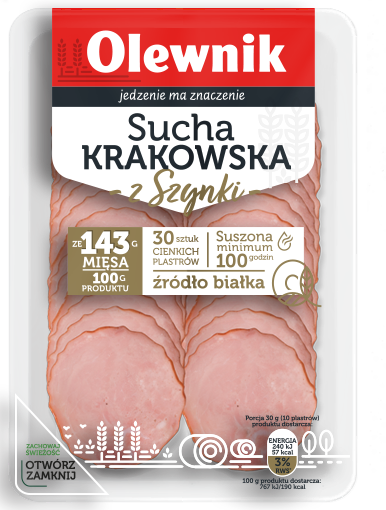 Olewnik
jedzenie ma znaczenie
Sucha
KRAKOWSKA
z Szynki
ZE 143G
MIĘSA
100G
PRODUKTU
30 sztuk
CIENKICH
PLASTRÓW
Suszona
minimum
100 godzin
źródło białka
Porcja 30 g (10 plastrów)
produktu dostarcza:
ENERGIA
240 kJ
57 kcal
3%
RWS*
100 g produktu dostarcza:
767 kJ/190 kcal
ZACHOWAJ
ŚWIEŻOŚĆ
OTWÓRZ
ZAMKNIJ